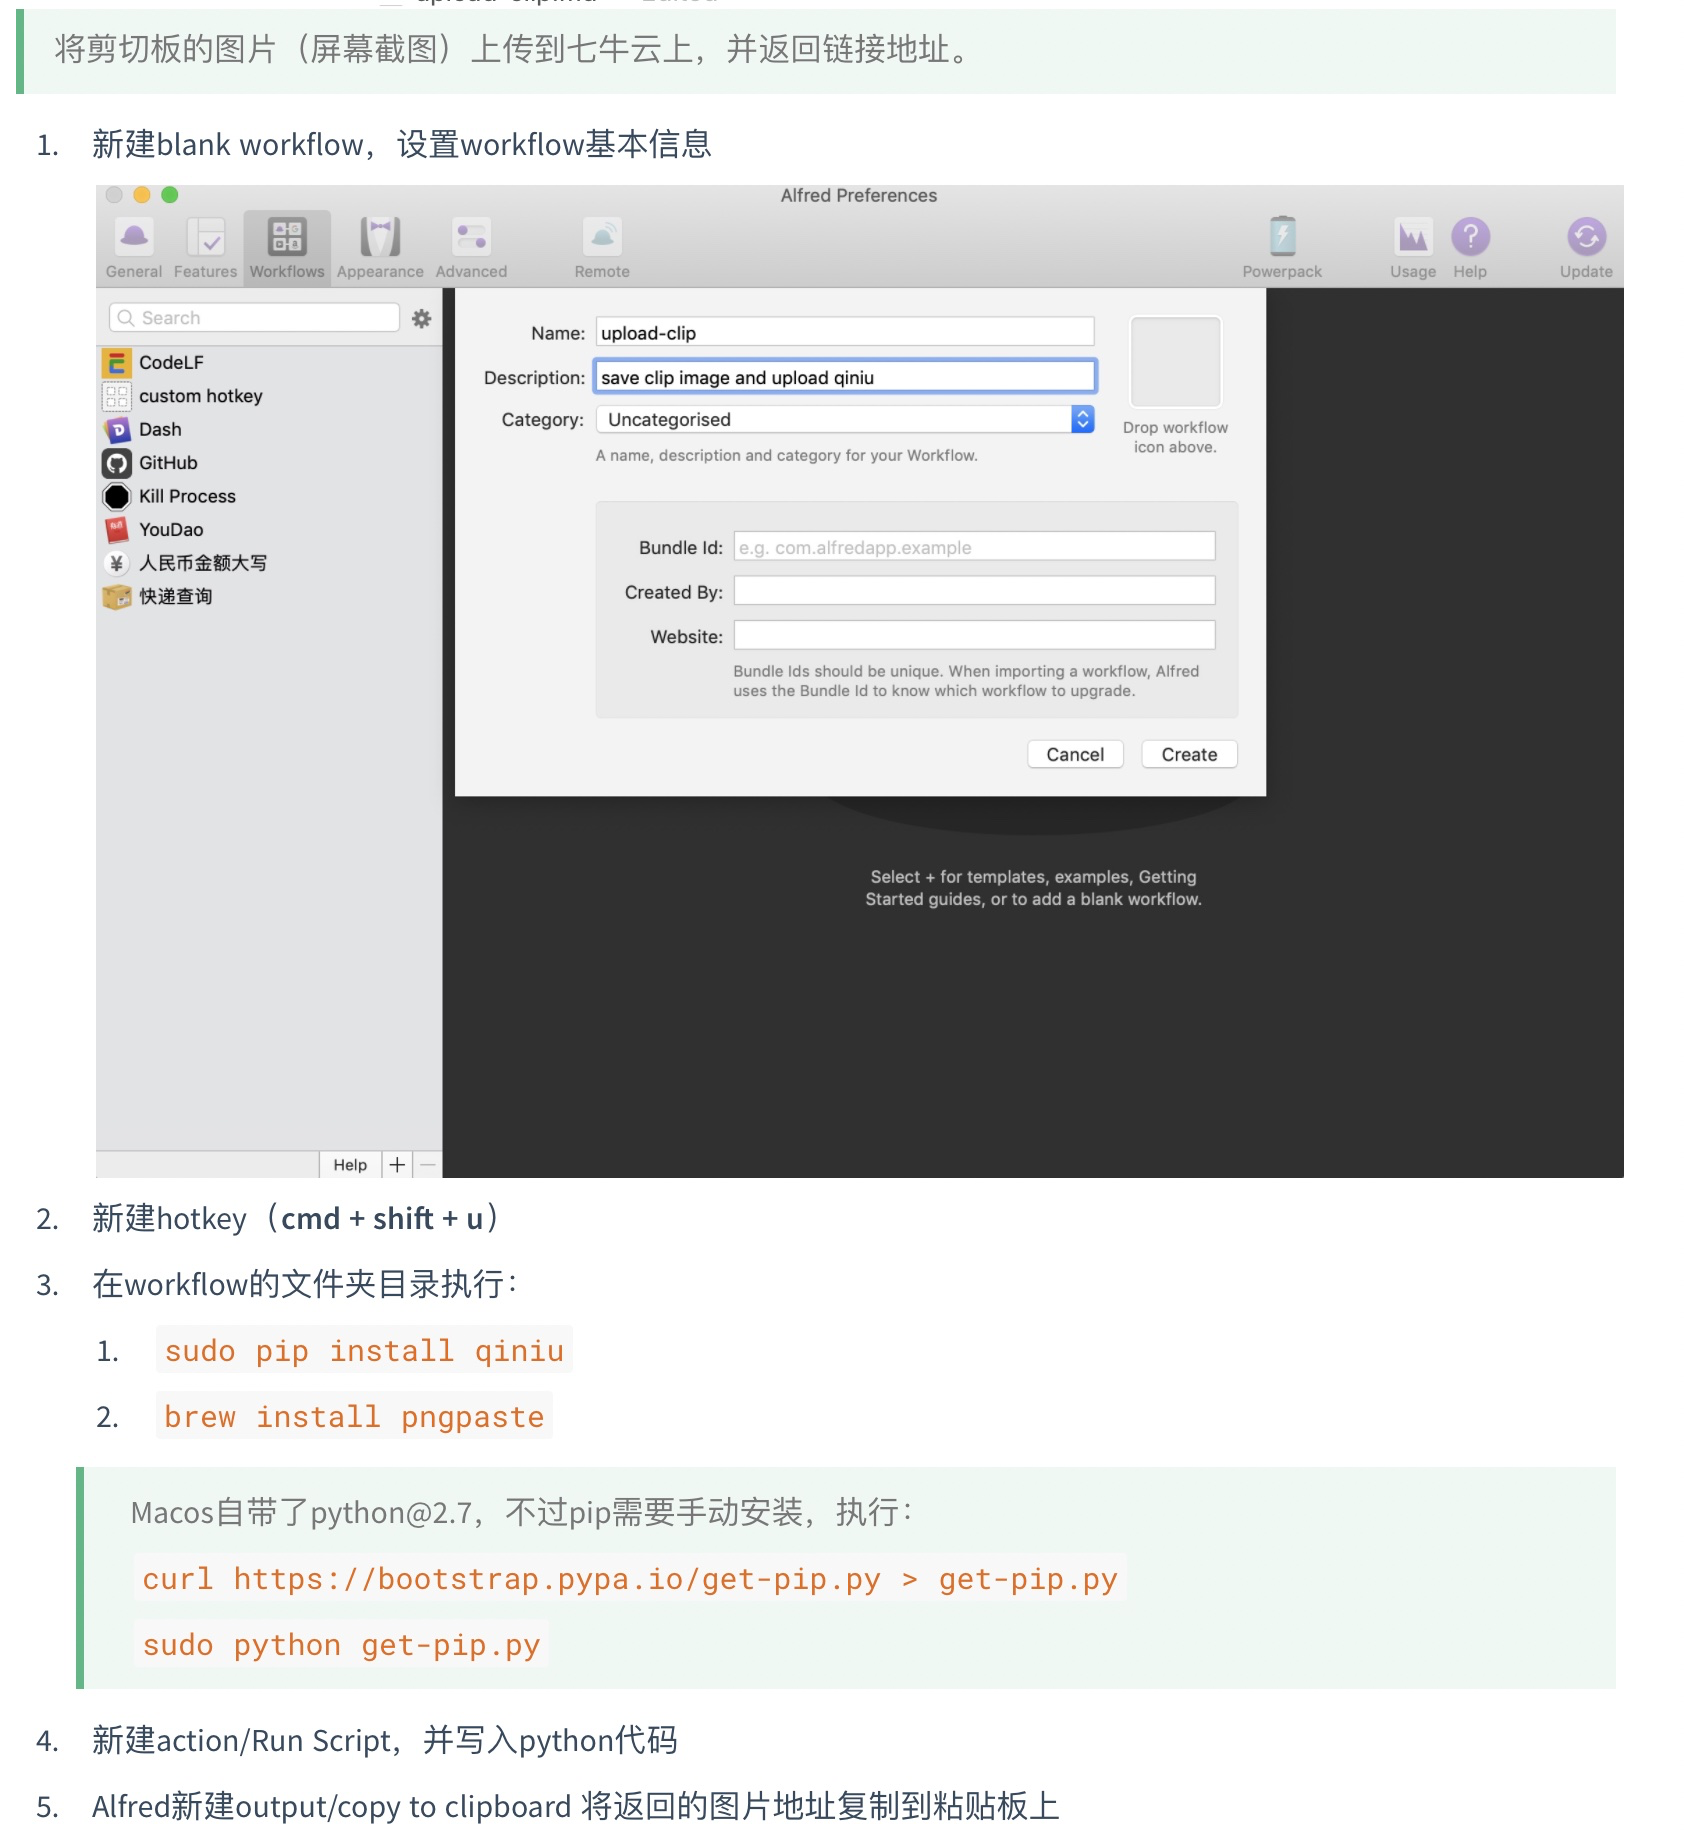 将剪切板的图片（屏幕截图）上传到七牛云上，并返回链接地址。
1. 新建blank workflow，设置workflow基本信息
Alfred Preferences
General Features Workflows Appearance Advanced Remote Powerpack Usage Help Update
Search
CodeLF
custom hotkey
Dash
GitHub
Kill Process
YouDao
人民币金额大写
快递查询
Name: upload-clip
Description: save clip image and upload qiniu
Category: Uncategorised
A name, description and category for your Workflow.
Drop workflow
icon above.
Bundle Id: e.g. com.alfredapp.example
Created By:
Website:
Bundle Ids should be unique. When importing a workflow, Alfred
uses the Bundle Id to know which workflow to upgrade.
Cancel Create
Select + for templates, examples, Getting
Started guides, or to add a blank workflow.
Help + —
2. 新建hotkey（cmd + shift + u）
3. 在workflow的文件夹目录执行：
1. sudo pip install qiniu
2. brew install pngpaste
Macos自带了python@2.7，不过pip需要手动安装，执行：
curl https://bootstrap.pypa.io/get-pip.py > get-pip.py
sudo python get-pip.py
4. 新建action/Run Script，并写入python代码
5. Alfred新建output/copy to clipboard 将返回的图片地址复制到粘贴板上